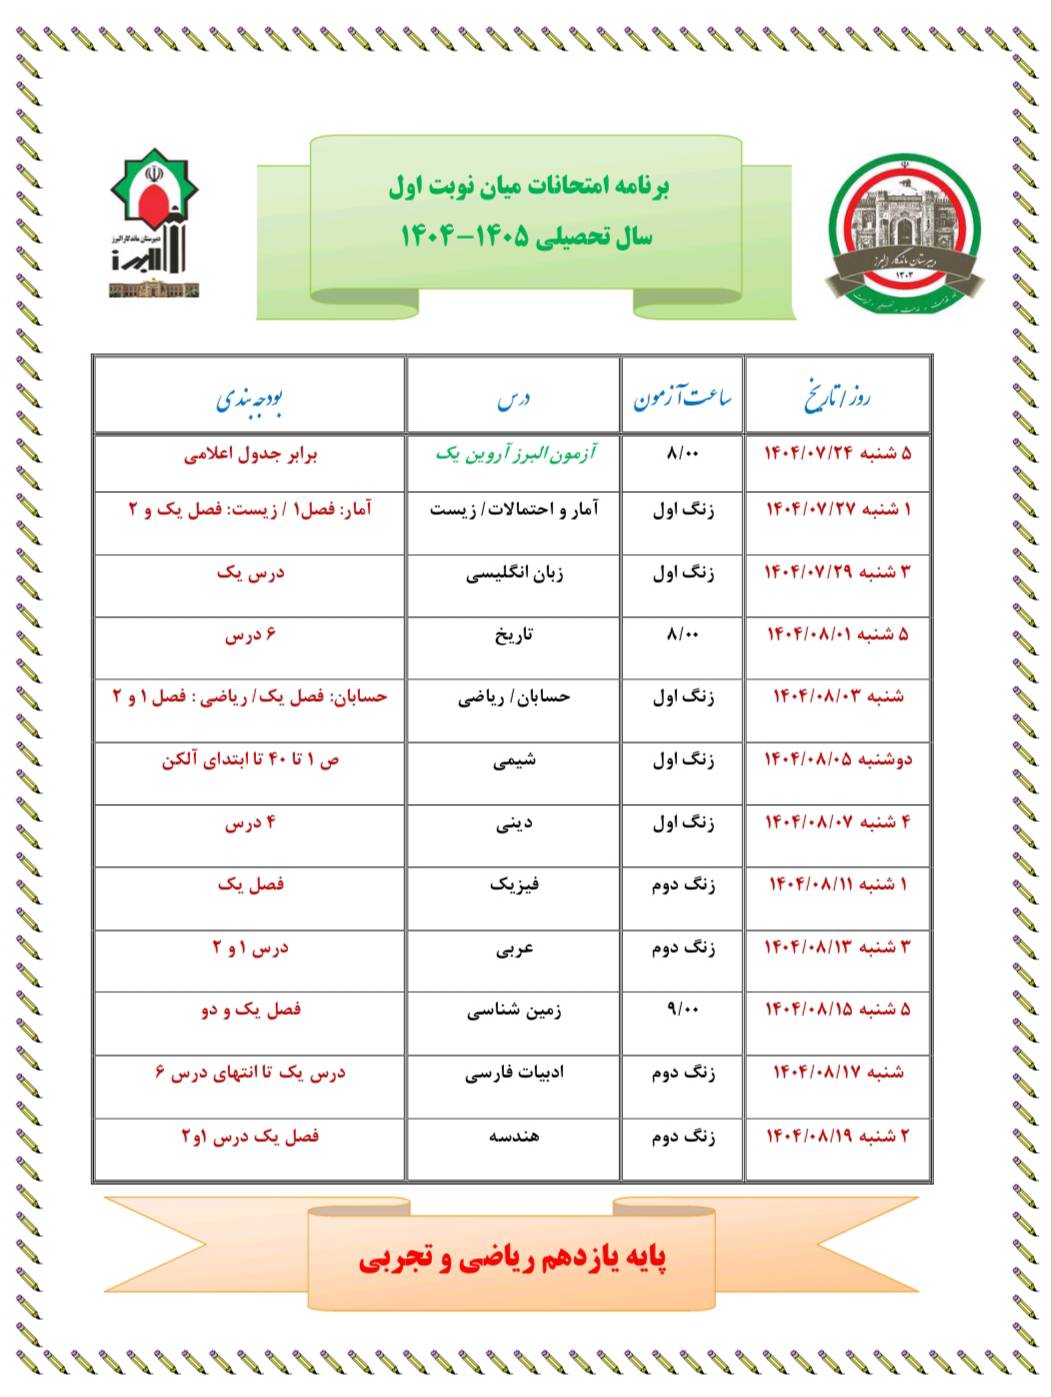 برنامه امتحانات میان نوبت اول
سال تحصیلی ۱۴۰۵-۱۴۰۴
دبیرستان ماندگار البرز
البرز
دبیرستان ماندگار البرز
۱۳۰۳
روز / تاریخ ساعت آزمون درس بودجه بندی
۵ شنبه ۱۴۰۴/۰۷/۲۴ ۸/۰۰ آزمون البرز آروین یک برابر جدول اعلامی
۱ شنبه ۱۴۰۴/۰۷/۲۷ زنگ اول آمار و احتمالات/ زیست آمار: فصل۱ / زیست: فصل یک و ۲
۳ شنبه ۱۴۰۴/۰۷/۲۹ زنگ اول زبان انگلیسی درس یک
۵ شنبه ۱۴۰۴/۰۸/۰۱ ۸/۰۰ تاریخ ۶ درس
شنبه ۱۴۰۴/۰۸/۰۳ زنگ اول حسابان/ ریاضی حسابان: فصل یک/ ریاضی : فصل ۱ و ۲
دوشنبه ۱۴۰۴/۰۸/۰۵ زنگ اول شیمی ص ۱ تا ۴۰ تا ابتدای آلکن
۴ شنبه ۱۴۰۴/۰۸/۰۷ زنگ اول دینی ۴ درس
۱ شنبه ۱۴۰۴/۰۸/۱۱ زنگ دوم فیزیک فصل یک
۳ شنبه ۱۴۰۴/۰۸/۱۳ زنگ دوم عربی درس ۱ و ۲
۵ شنبه ۱۴۰۴/۰۸/۱۵ ۹/۰۰ زمین شناسی فصل یک و دو
شنبه ۱۴۰۴/۰۸/۱۷ زنگ دوم ادبیات فارسی درس یک تا انتهای درس ۶
۲ شنبه ۱۴۰۴/۰۸/۱۹ زنگ دوم هندسه فصل یک درس ۱و۲
پایه یازدهم ریاضی و تجربی